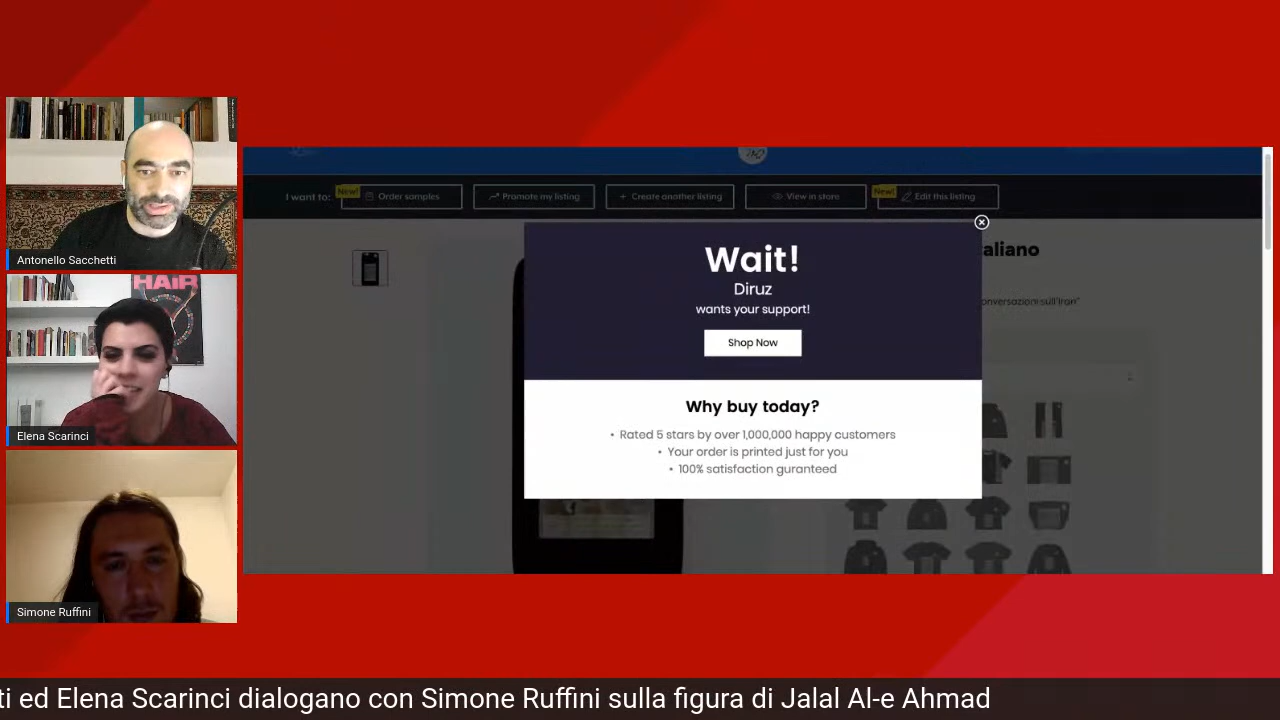 HAIR
Antonello Sacchetti
Elena Scarinci
Simone Ruffini
I want to:
New!
Order samples
Promote my listing
+ Create another listing
View in store
New!
Edit this listing
aliano
onversazioni sull'Iran"
Wait!
Diruz
wants your support!
Shop Now
Why buy today?
• Rated 5 stars by over 1,000,000 happy customers
• Your order is printed just for you
• 100% satisfaction guranteed
ti ed Elena Scarinci dialogano con Simone Ruffini sulla figura di Jalal Al-e Ahmad